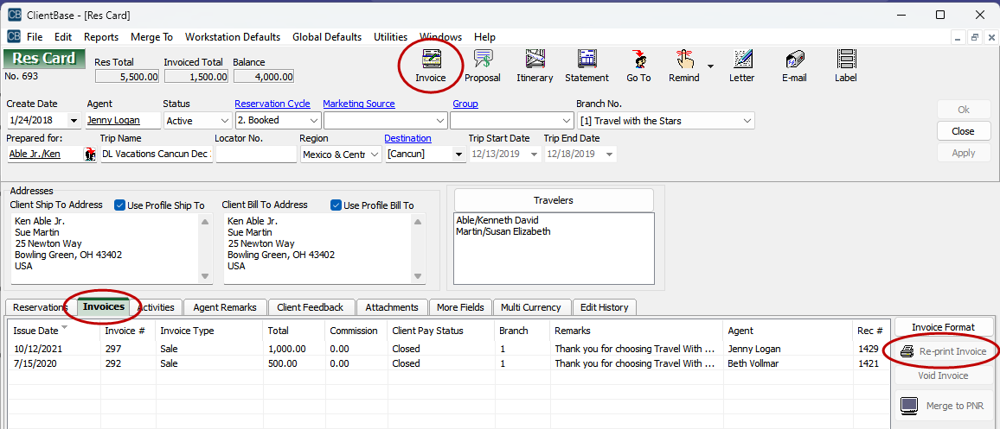 CB ClientBase - [Res Card]
CB File Edit Reports Merge To Workstation Defaults Global Defaults Utilities Windows Help
Res Card Res Total Invoiced Total Balance
No. 693 5,500.00 1,500.00 4,000.00
Invoice Proposal Itinerary Statement Go To Remind Letter E-mail Label
Create Date Agent Status Reservation Cycle Marketing Source Group Branch No.
1/24/2018 Jenny Logan Active 2. Booked [1] Travel with the Stars
Ok
Close
Apply
Prepared for: Trip Name Locator No. Region Destination Trip Start Date Trip End Date
Able Jr./Ken DL Vacations Cancun Dec Mexico & Centr [Cancun] 12/13/2019 12/18/2019
Addresses
Client Ship To Address Use Profile Ship To Client Bill To Address Use Profile Bill To
Ken Able Jr.
Sue Martin
25 Newton Way
Bowling Green, OH 43402
USA
Ken Able Jr.
Sue Martin
25 Newton Way
Bowling Green, OH 43402
USA
Travelers
Able/Kenneth David
Martin/Susan Elizabeth
Reservations Invoices Activities Agent Remarks Client Feedback Attachments More Fields Multi Currency Edit History
Issue Date Invoice # Invoice Type Total Commission Client Pay Status Branch Remarks Agent Rec #
10/12/2021 297 Sale 1,000.00 0.00 Closed 1 Thank you for choosing Travel With ... Jenny Logan 1429
7/15/2020 292 Sale 500.00 0.00 Closed 1 Thank you for choosing Travel With ... Beth Vollmar 1421
Invoice Format
Re-print Invoice
Void Invoice
Merge to PNR